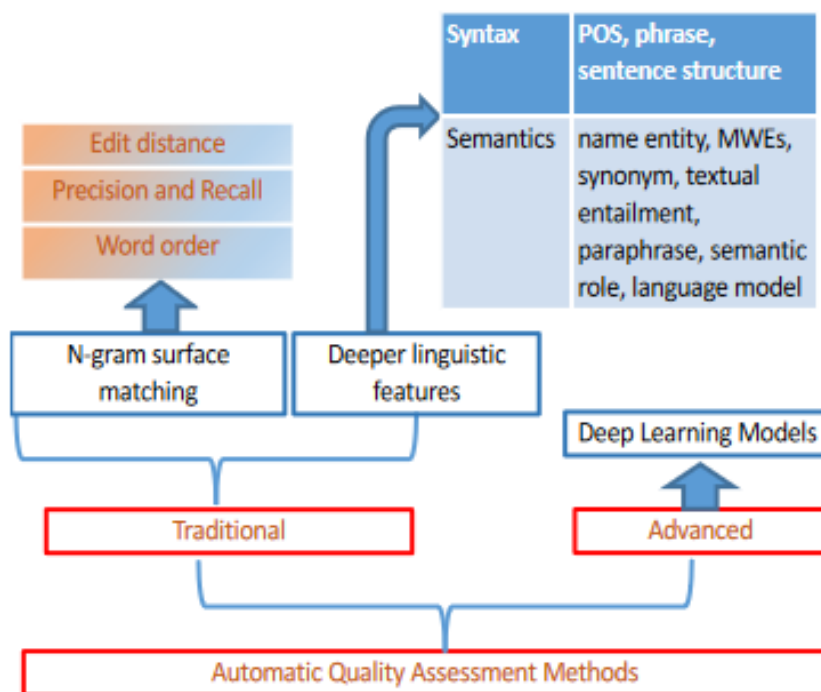 Syntax
POS, phrase,
sentence structure
Semantics
name entity, MWEs,
synonym, textual
entailment,
paraphrase, semantic
role, language model
Edit distance
Precision and Recall
Word order
N-gram surface
matching
Deeper linguistic
features
Deep Learning Models
Traditional
Advanced
Automatic Quality Assessment Methods